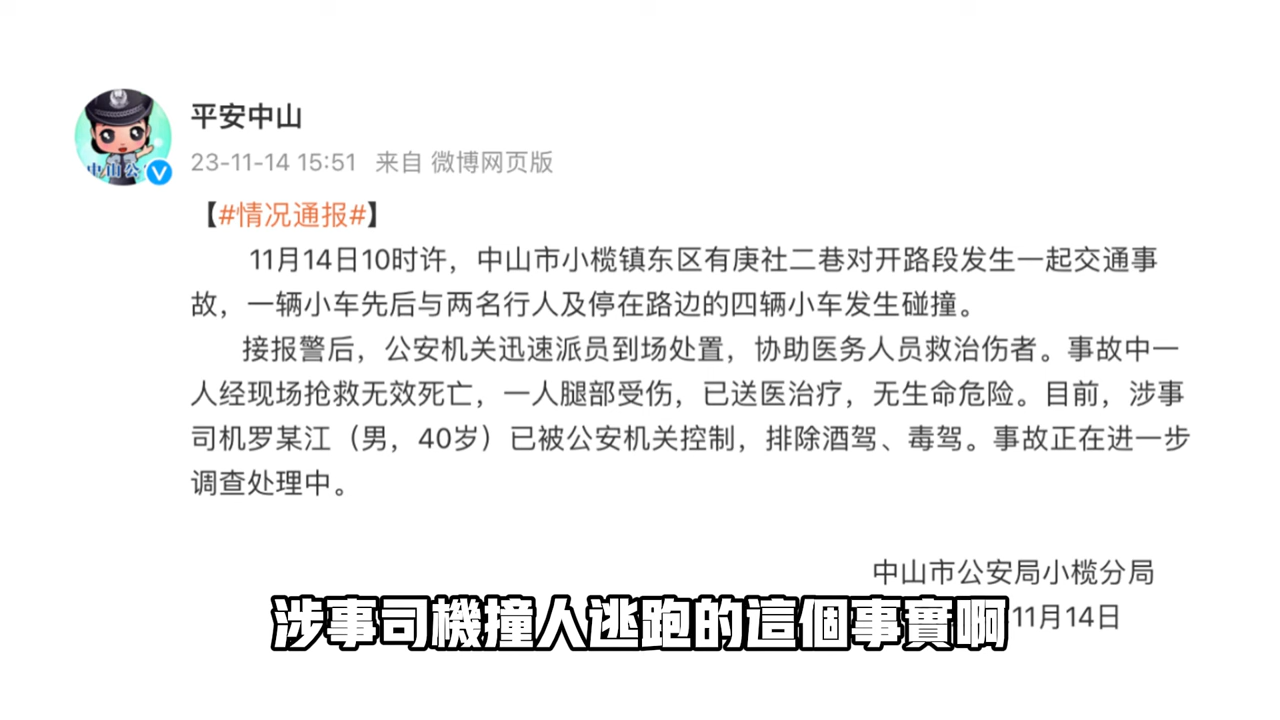 平安中山
中山公
23-11-14 15:51 来自 微博网页版
【#情况通报#】
11月14日10时许，中山市小榄镇东区有庚社二巷对开路段发生一起交通事
故，一辆小车先后与两名行人及停在路边的四辆小车发生碰撞。
接报警后，公安机关迅速派员到场处置，协助医务人员救治伤者。事故中一
人经现场抢救无效死亡，一人腿部受伤，已送医治疗，无生命危险。目前，涉事
司机罗某江（男，40岁）已被公安机关控制，排除酒驾、毒驾。事故正在进一步
调查处理中。
中山市公安局小榄分局
11月14日
涉事司機撞人逃跑的這個事實啊